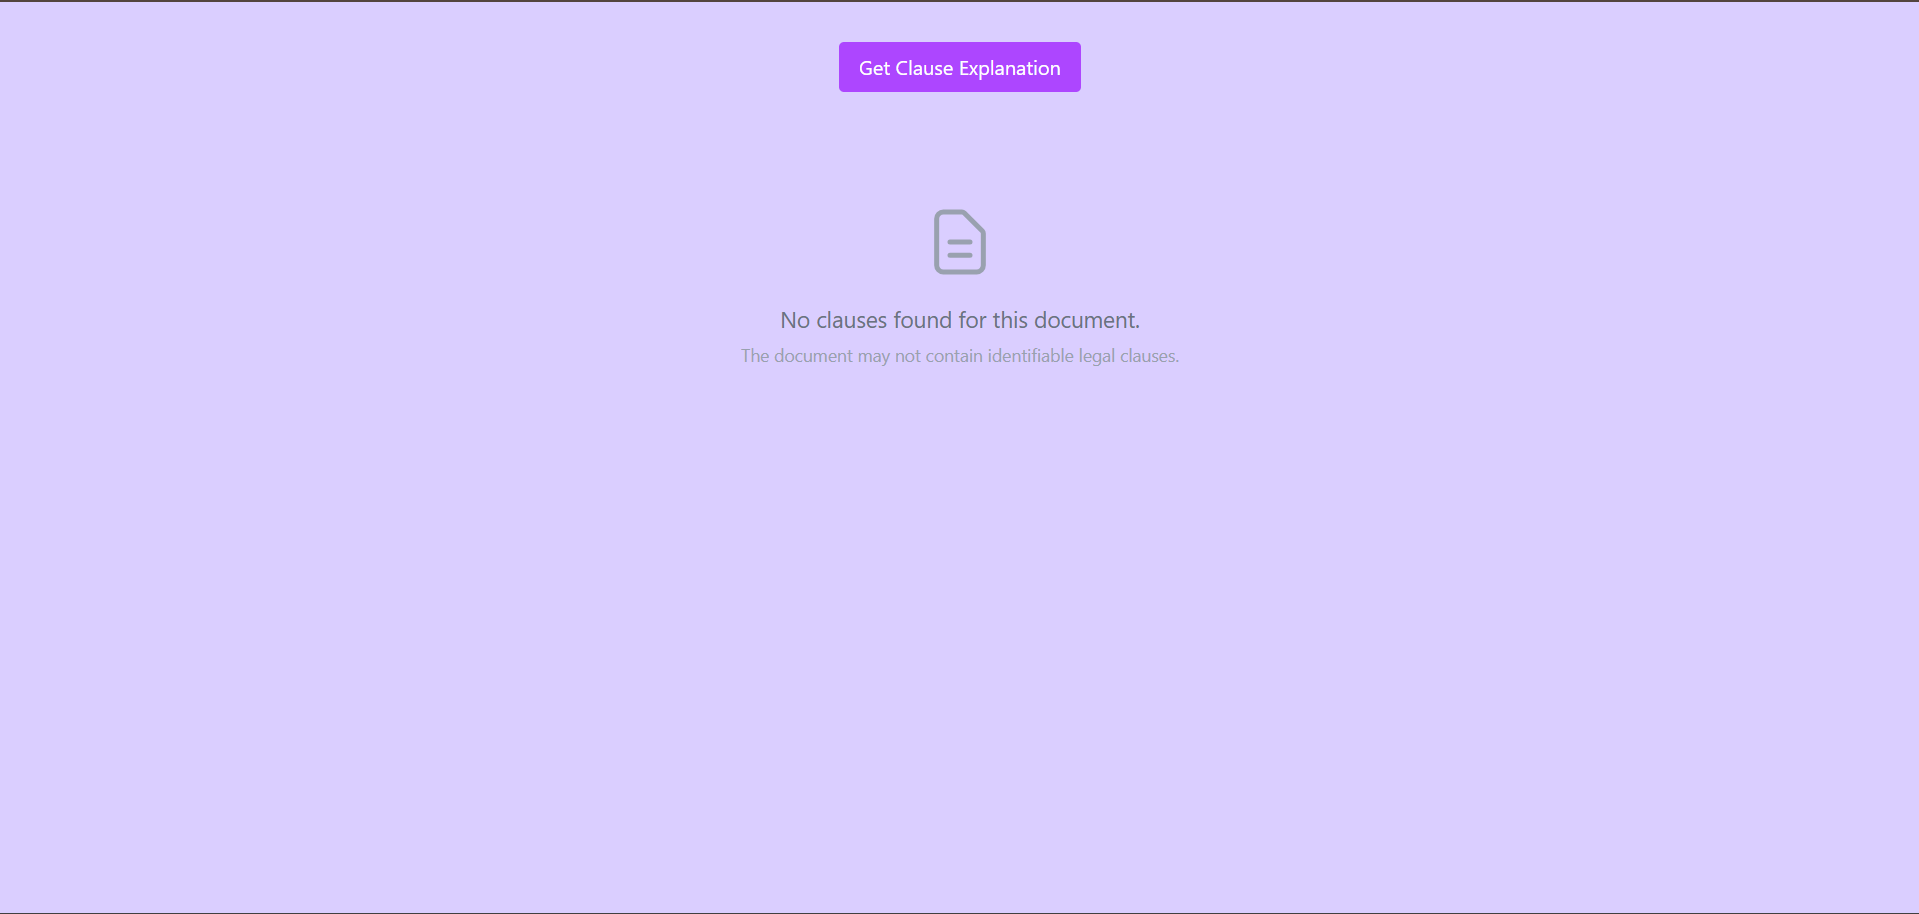 Get Clause Explanation
No clauses found for this document.
The document may not contain identifiable legal clauses.